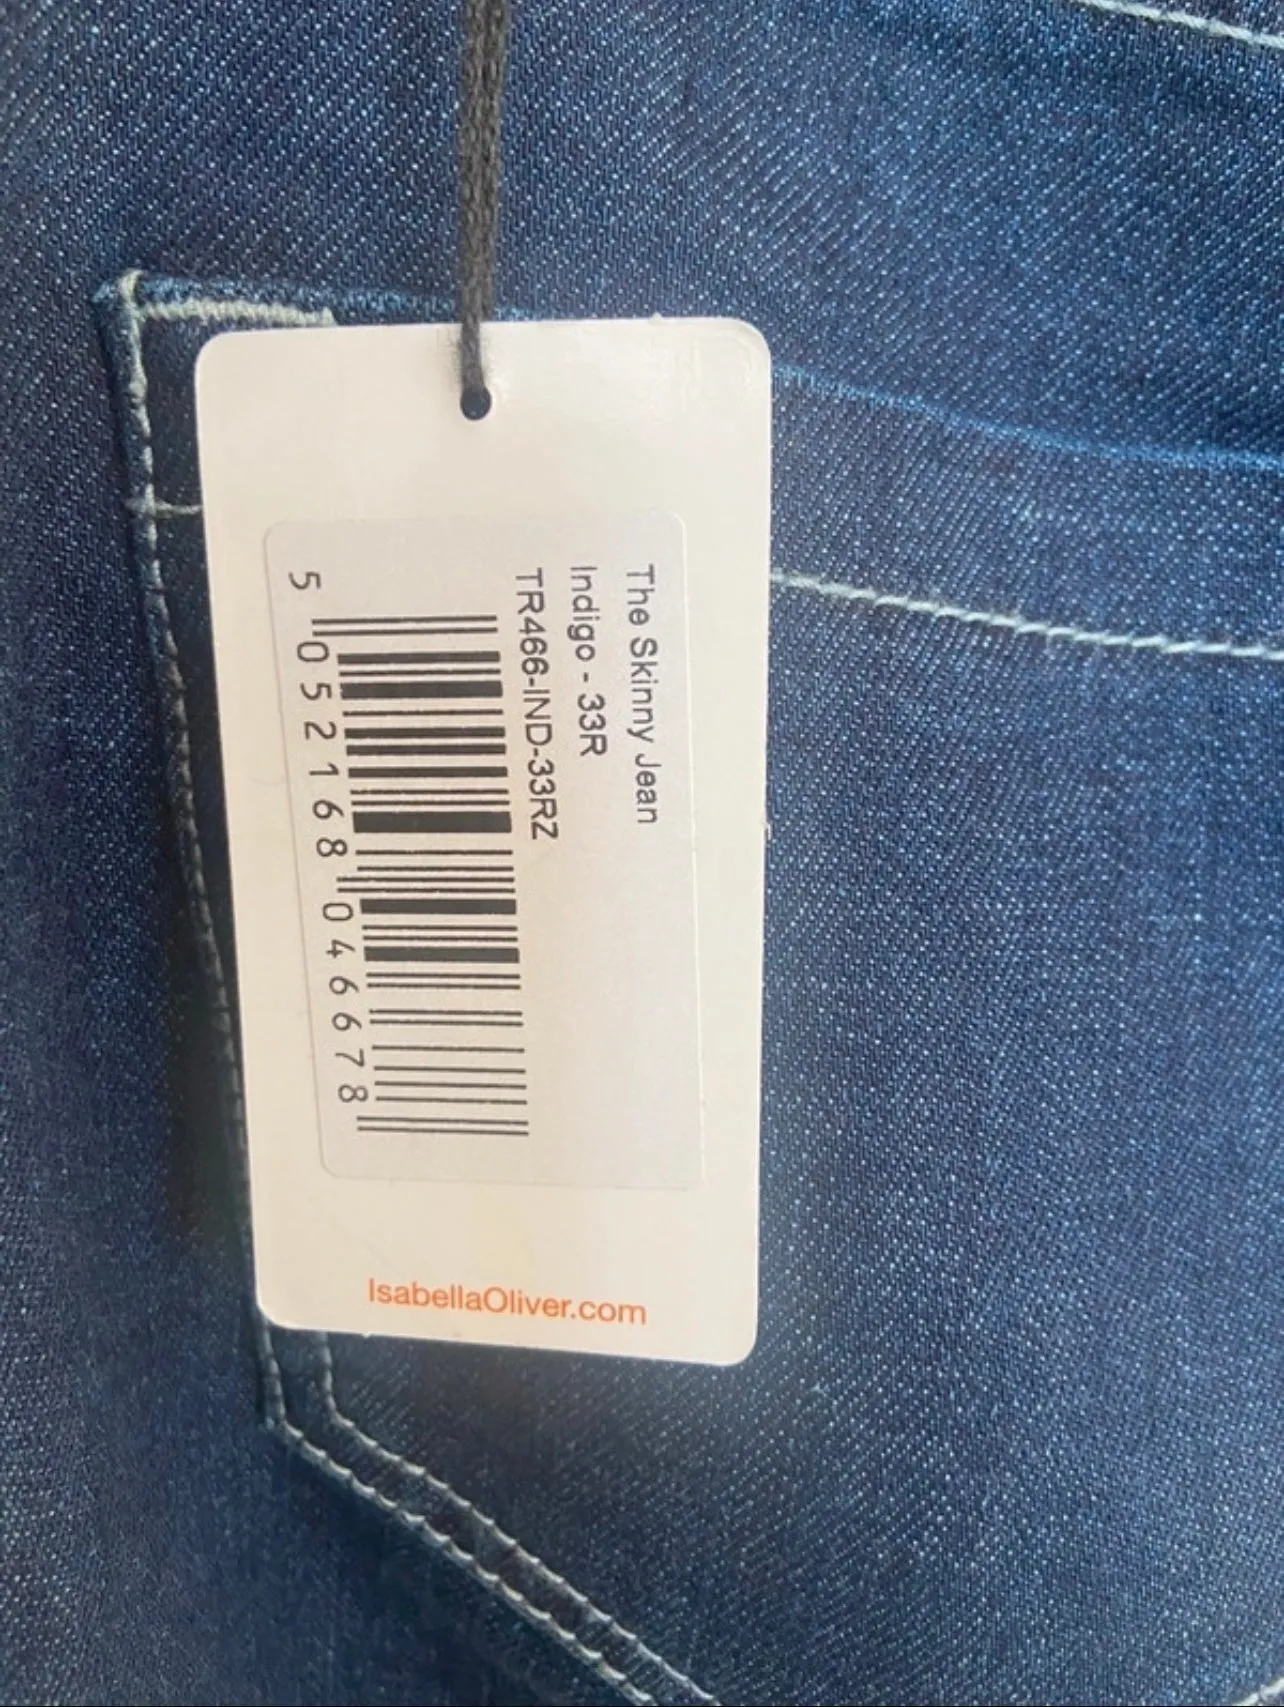 The Skinny Jean
Indigo - 33R
TR466-IND-33RZ
5 052168 046678
IsabellaOliver.com